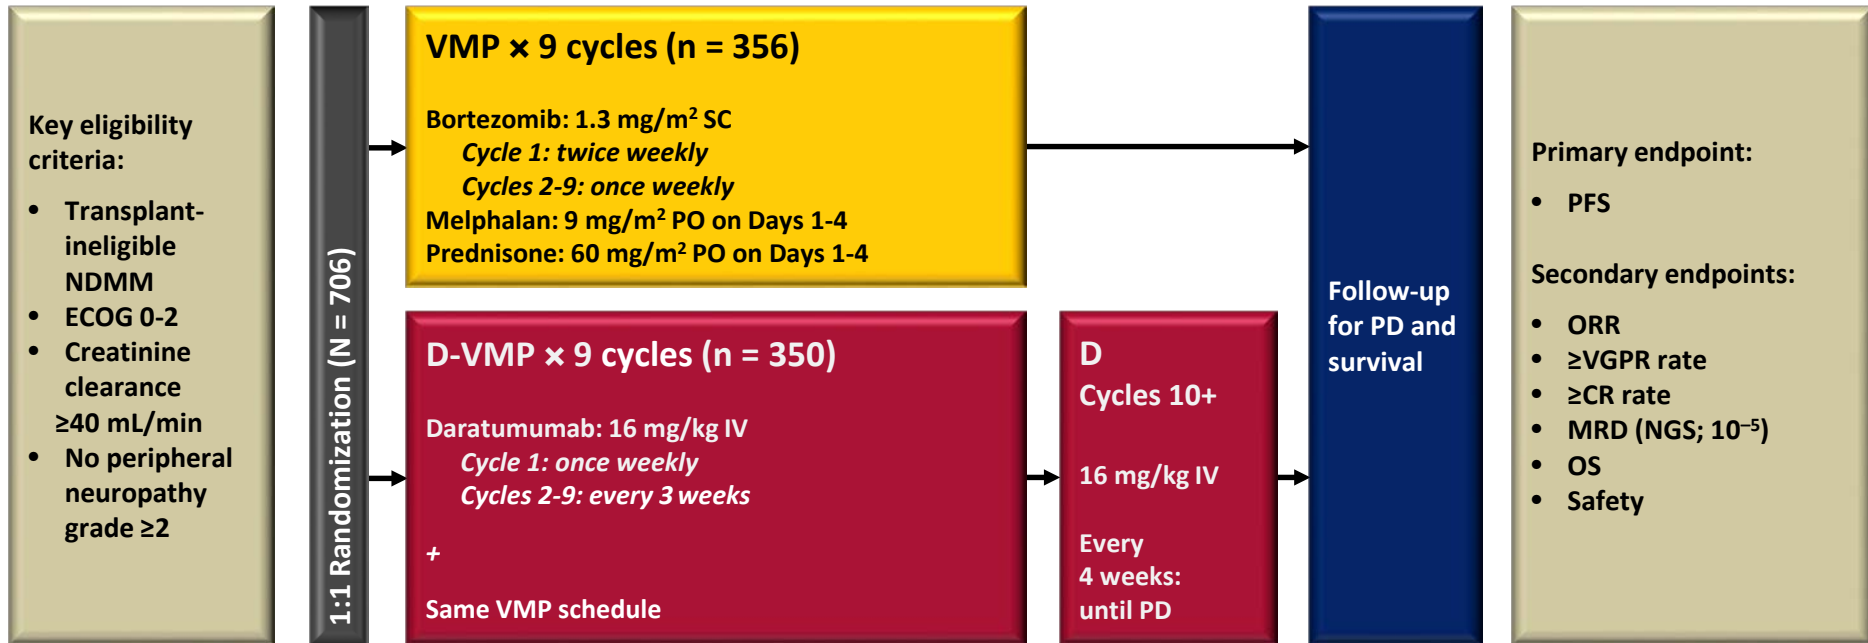 Key eligibility
criteria:
• Transplant-
ineligible
NDMM
• ECOG 0-2
• Creatinine
clearance
≥40 mL/min
• No peripheral
neuropathy
grade ≥2
1:1 Randomization (N = 706)
VMP × 9 cycles (n = 356)
Bortezomib: 1.3 mg/m² SC
Cycle 1: twice weekly
Cycles 2-9: once weekly
Melphalan: 9 mg/m² PO on Days 1-4
Prednisone: 60 mg/m² PO on Days 1-4
D-VMP × 9 cycles (n = 350)
Daratumumab: 16 mg/kg IV
Cycle 1: once weekly
Cycles 2-9: every 3 weeks
+
Same VMP schedule
D
Cycles 10+
16 mg/kg IV
Every
4 weeks:
until PD
Follow-up
for PD and
survival
Primary endpoint:
• PFS
Secondary endpoints:
• ORR
• ≥VGPR rate
• ≥CR rate
• MRD (NGS; 10⁻⁵)
• OS
• Safety